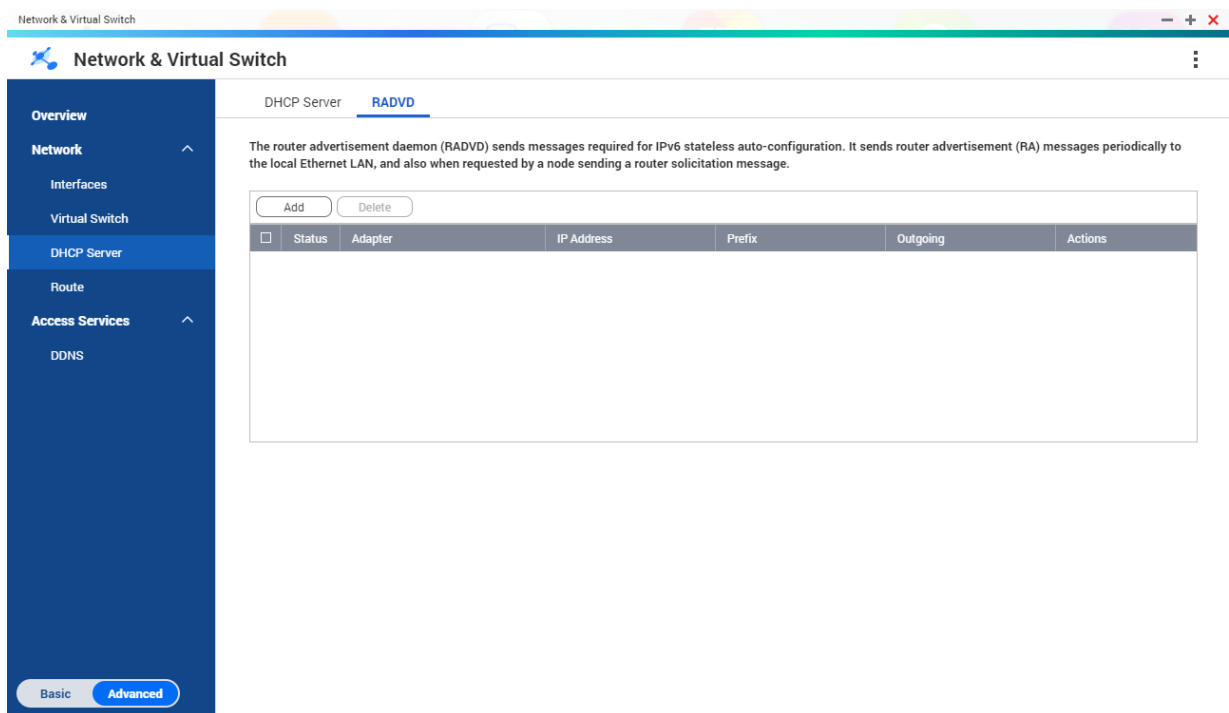 Network & Virtual Switch
Network & Virtual Switch
Overview
Network
Interfaces
Virtual Switch
DHCP Server
Route
Access Services
DDNS
Basic Advanced
DHCP Server RADVD
The router advertisement daemon (RADVD) sends messages required for IPv6 stateless auto-configuration. It sends router advertisement (RA) messages periodically to
the local Ethernet LAN, and also when requested by a node sending a router solicitation message.
Add Delete
Status Adapter IP Address Prefix Outgoing Actions